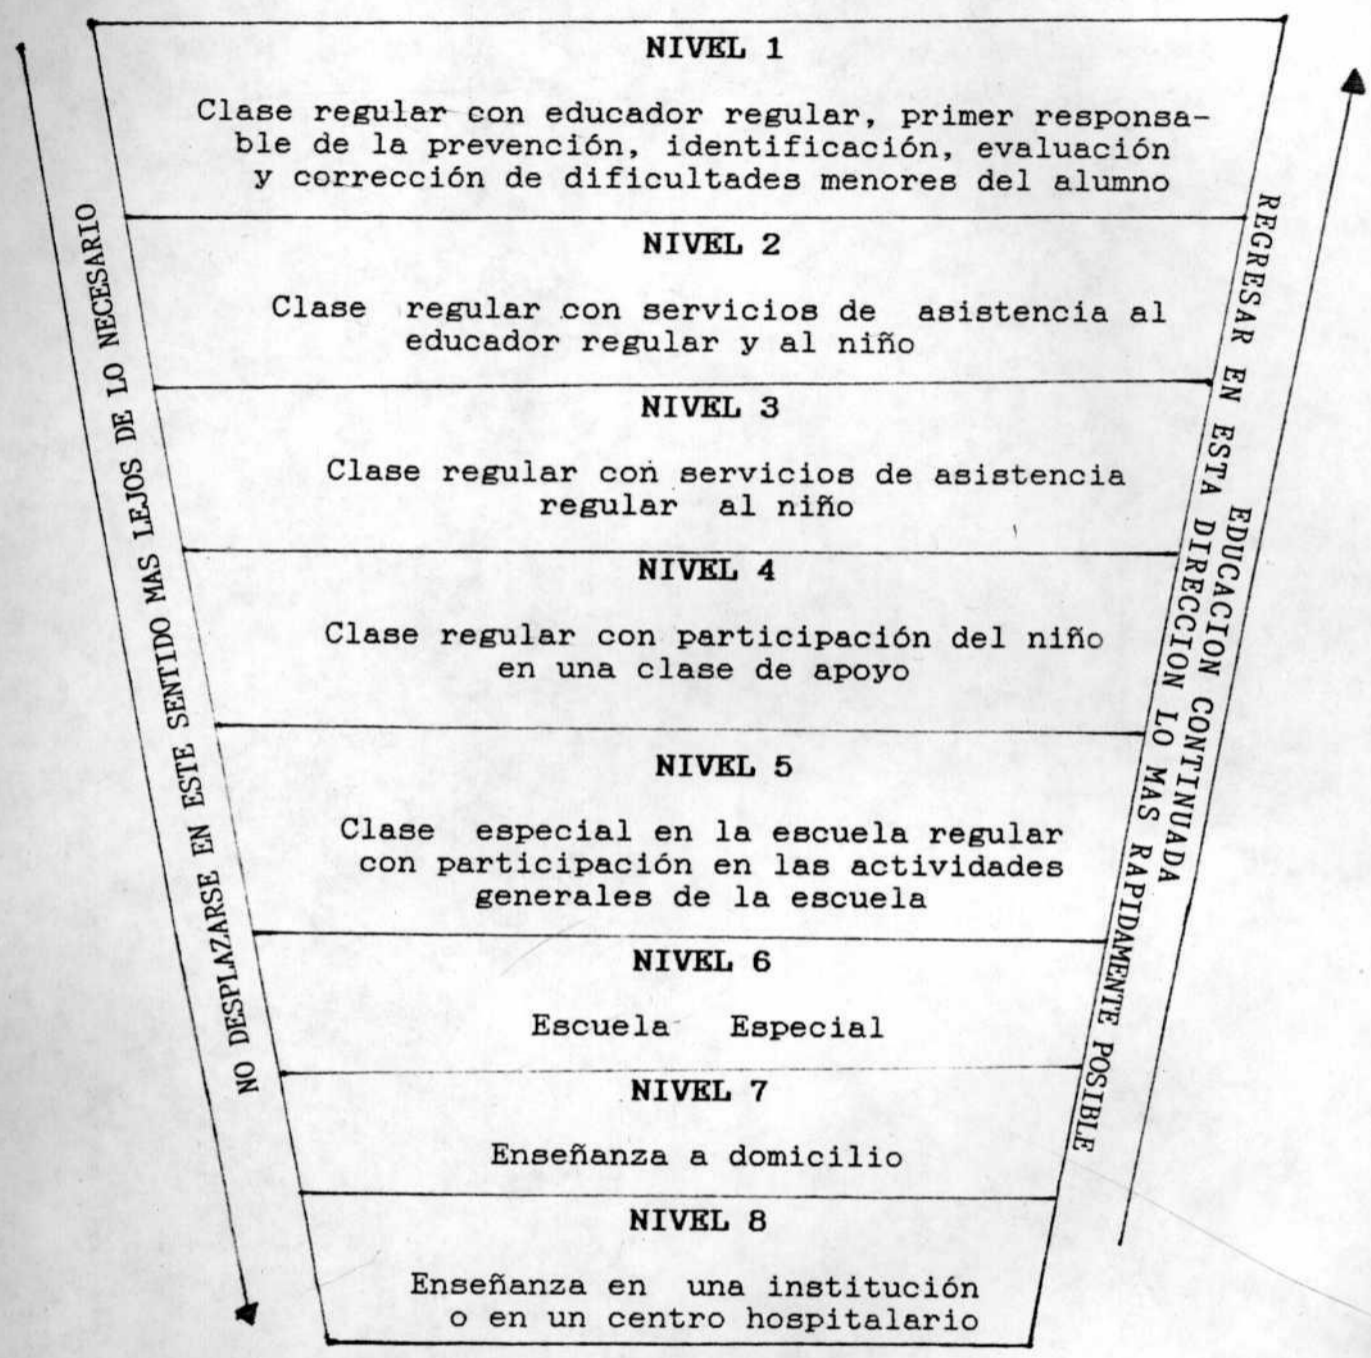 NIVEL 1
Clase regular con educador regular, primer responsa-
ble de la prevención, identificación, evaluación
y corrección de dificultades menores del alumno
NIVEL 2
Clase regular con servicios de asistencia al
educador regular y al niño
NIVEL 3
Clase regular con servicios de asistencia
regular al niño
NIVEL 4
Clase regular con participación del niño
en una clase de apoyo
NIVEL 5
Clase especial en la escuela regular
con participación en las actividades
generales de la escuela
NIVEL 6
Escuela Especial
NIVEL 7
Enseñanza a domicilio
NIVEL 8
Enseñanza en una institución
o en un centro hospitalario
NO DESPLAZARSE EN ESTE SENTIDO MAS LEJOS DE LO NECESARIO
EDUCACION CONTINUADA
REGRESAR EN ESTA DIRECCION LO MAS RAPIDAMENTE POSIBLE